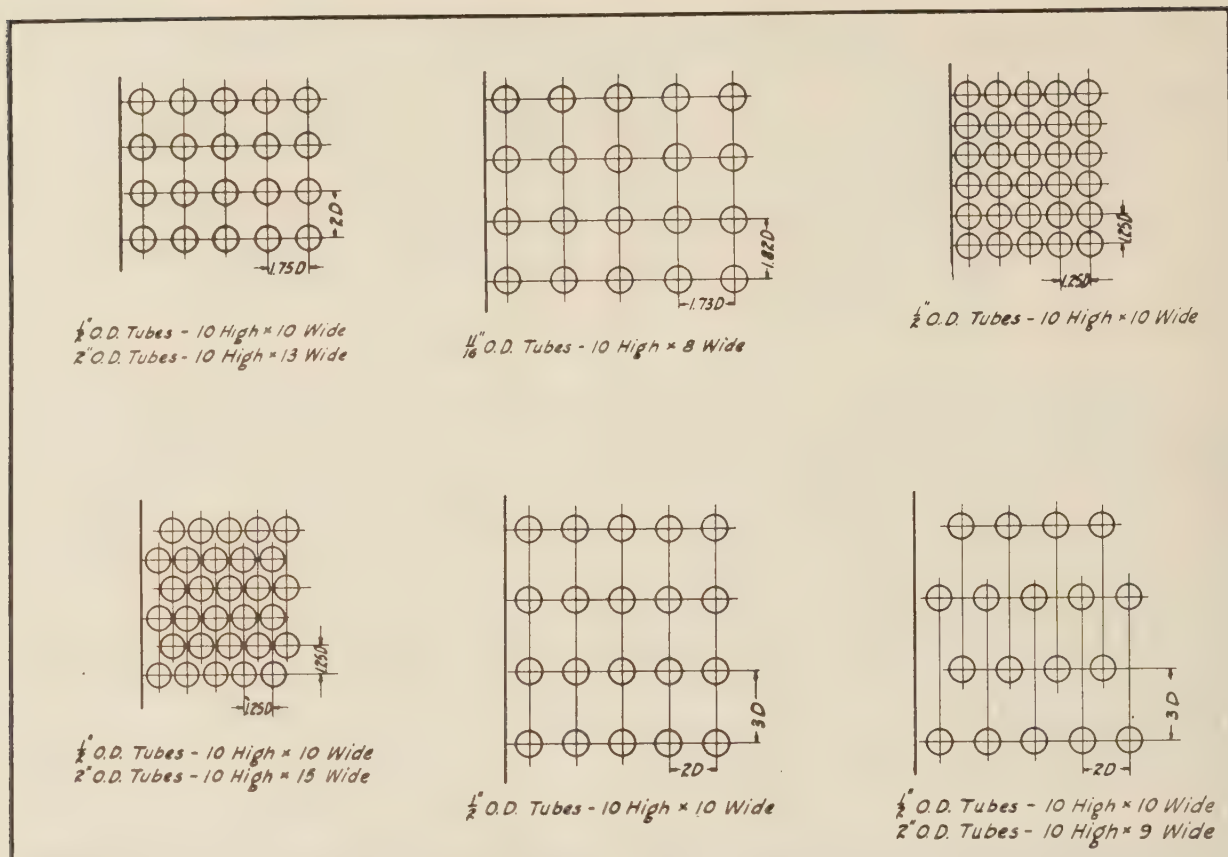 2D
1.75D
½" O.D. Tubes - 10 High × 10 Wide
2" O.D. Tubes - 10 High × 13 Wide
1.82D
1.73D
11/16" O.D. Tubes - 10 High × 8 Wide
1.25D
1.25D
½" O.D. Tubes - 10 High × 10 Wide
1.25D
1.25D
½" O.D. Tubes - 10 High × 10 Wide
2" O.D. Tubes - 10 High × 15 Wide
3D
2D
½" O.D. Tubes - 10 High × 10 Wide
3D
2D
½" O.D. Tubes - 10 High × 10 Wide
2" O.D. Tubes - 10 High × 9 Wide